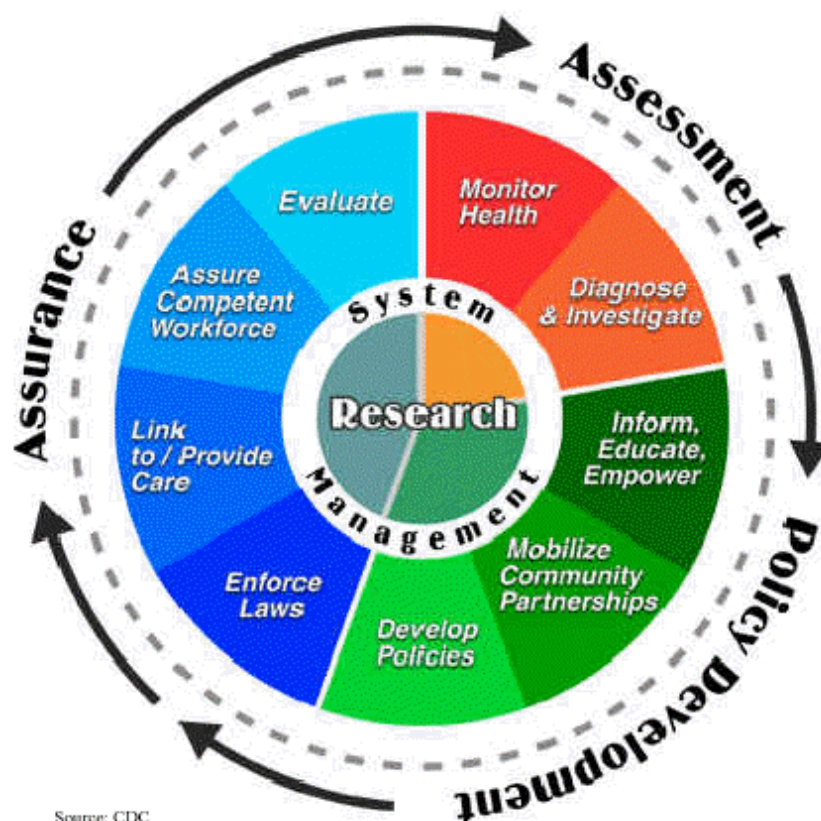 Assessment
Policy Development
Assurance
Monitor
Health
Diagnose
& Investigate
Inform,
Educate,
Empower
Mobilize
Community
Partnerships
Develop
Policies
Enforce
Laws
Link
to / Provide
Care
Assure
Competent
Workforce
Evaluate
System
Management
Research
Source: CDC